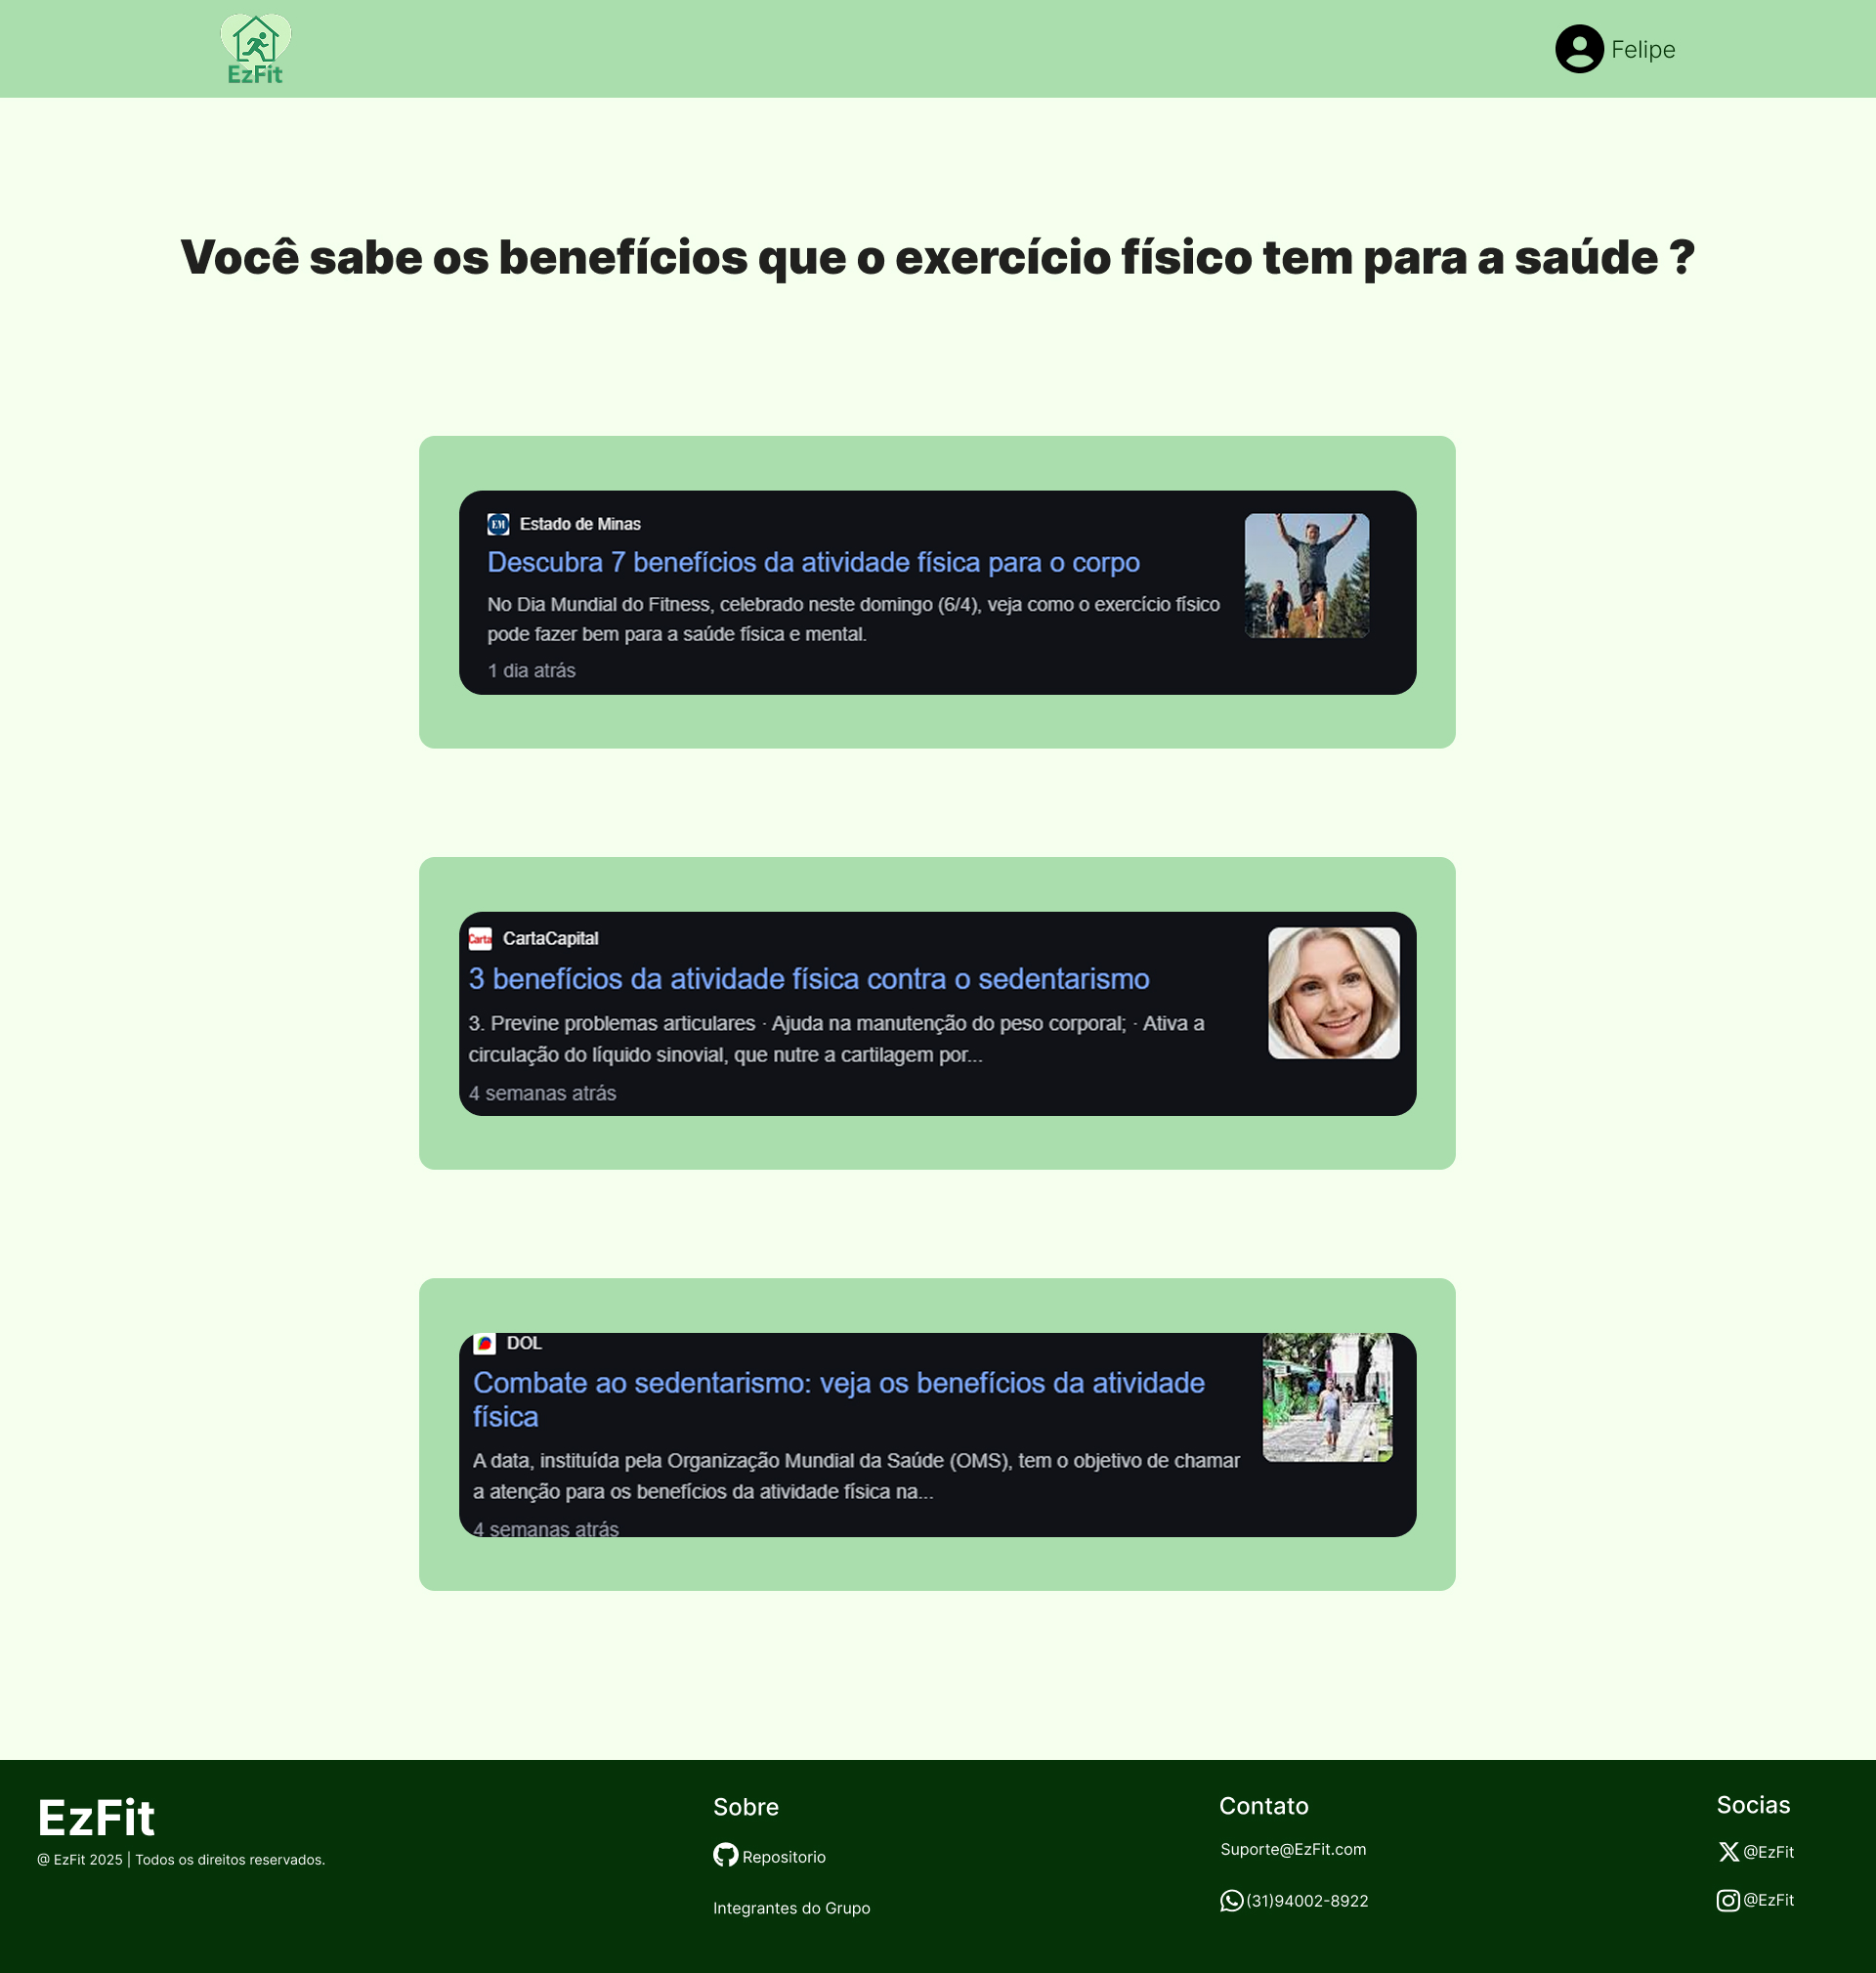 EzFit
Felipe
Você sabe os benefícios que o exercício físico tem para a saúde ?
EM
Estado de Minas
Descubra 7 benefícios da atividade física para o corpo
No Dia Mundial do Fitness, celebrado neste domingo (6/4), veja como o exercício físico
pode fazer bem para a saúde física e mental.
1 dia atrás
Carta
CartaCapital
3 benefícios da atividade física contra o sedentarismo
3. Previne problemas articulares · Ajuda na manutenção do peso corporal; · Ativa a
circulação do líquido sinovial, que nutre a cartilagem por...
4 semanas atrás
DOL
Combate ao sedentarismo: veja os benefícios da atividade
física
A data, instituída pela Organização Mundial da Saúde (OMS), tem o objetivo de chamar
a atenção para os benefícios da atividade física na...
4 semanas atrás
EzFit
@ EzFit 2025 | Todos os direitos reservados.
Sobre
Repositorio
Integrantes do Grupo
Contato
Suporte@EzFit.com
(31)94002-8922
Socias
@EzFit
@EzFit